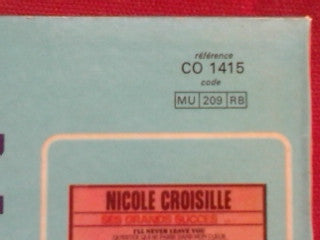 référence
CO 1415
code
MU 209 RB
NICOLE CROISILLE
SES GRANDS SUCCES
I'LL NEVER LEAVE YOU